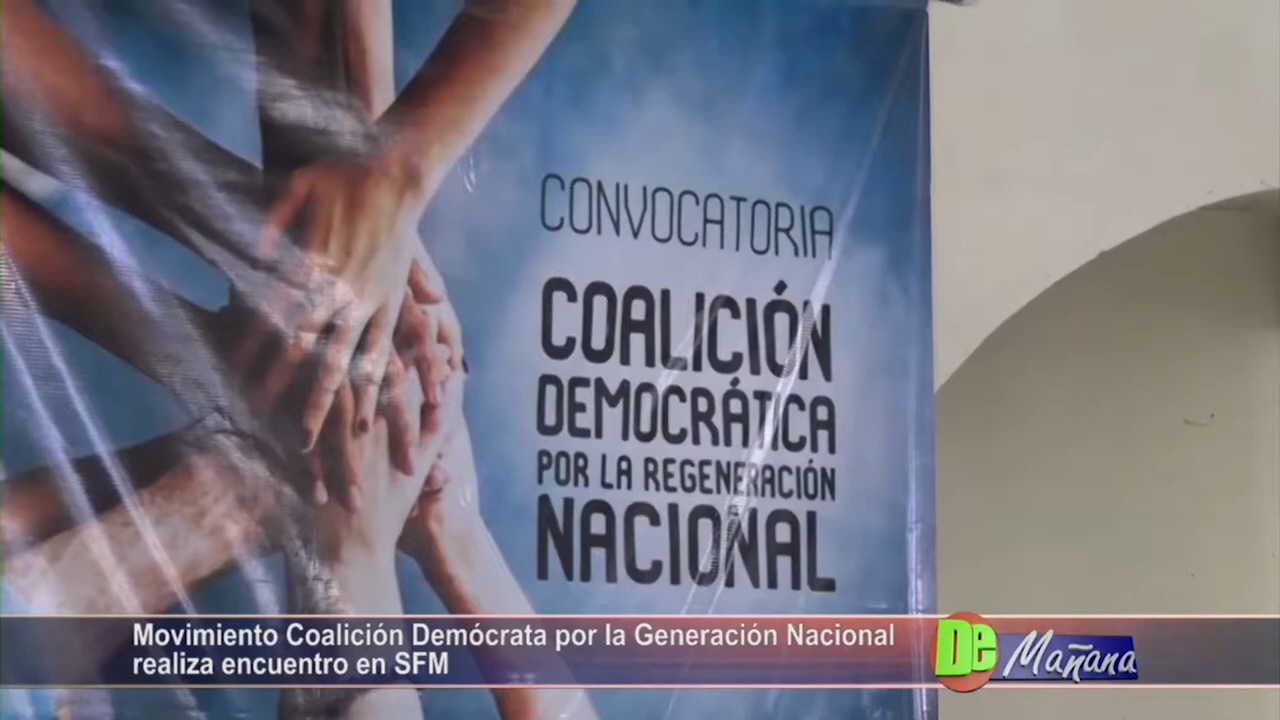 CONVOCATORIA
COALICIÓN
DEMOCRÁTICA
POR LA REGENERACIÓN
NACIONAL
Movimiento Coalición Demócrata por la Generación Nacional
realiza encuentro en SFM
De Mañana